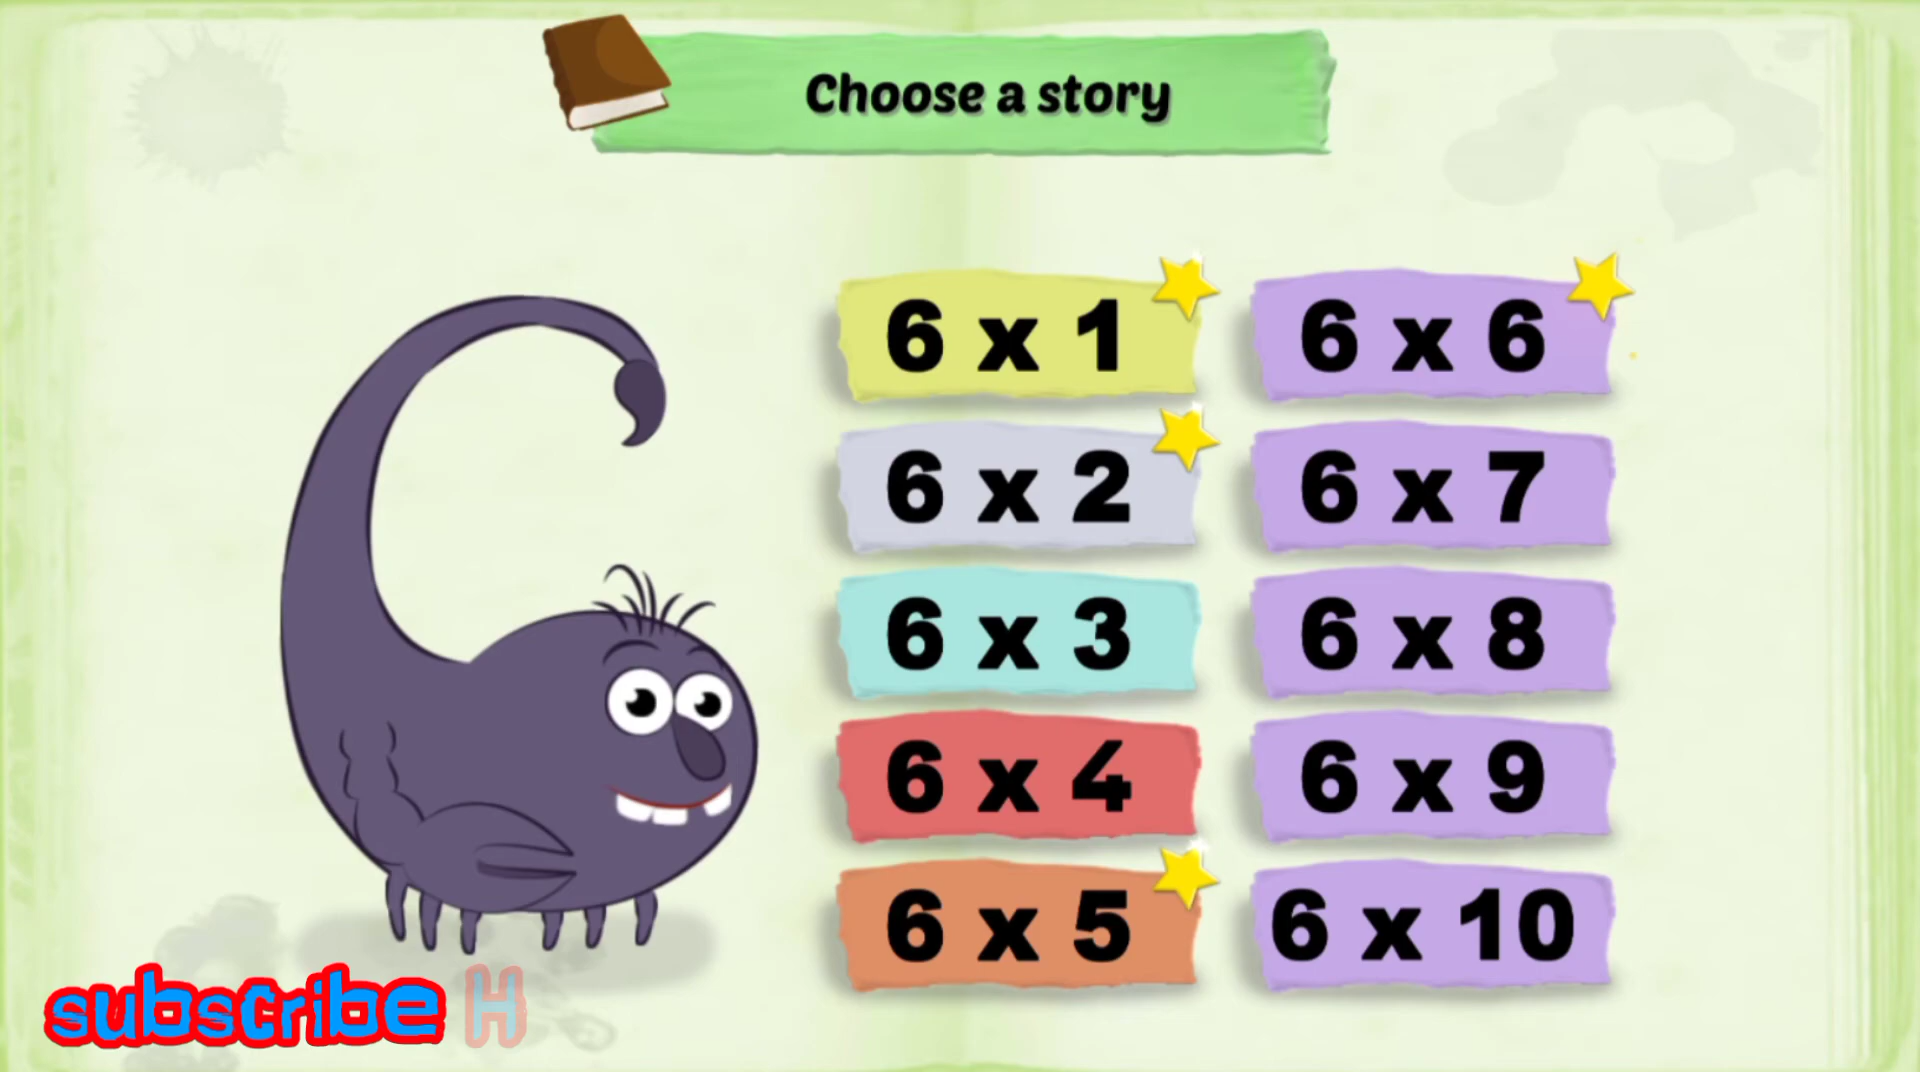 Choose a story
6 x 1
6 x 2
6 x 3
6 x 4
6 x 5
6 x 6
6 x 7
6 x 8
6 x 9
6 x 10
subscribe H